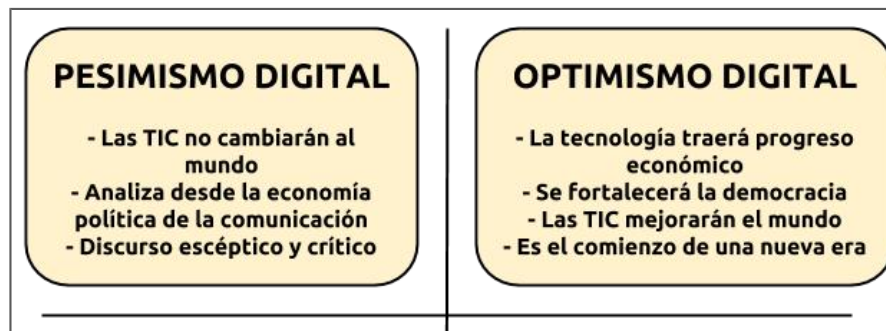 PESIMISMO DIGITAL
- Las TIC no cambiarán al
mundo
- Analiza desde la economía
política de la comunicación
- Discurso escéptico y crítico
OPTIMISMO DIGITAL
- La tecnología traerá progreso
económico
- Se fortalecerá la democracia
- Las TIC mejorarán el mundo
- Es el comienzo de una nueva era